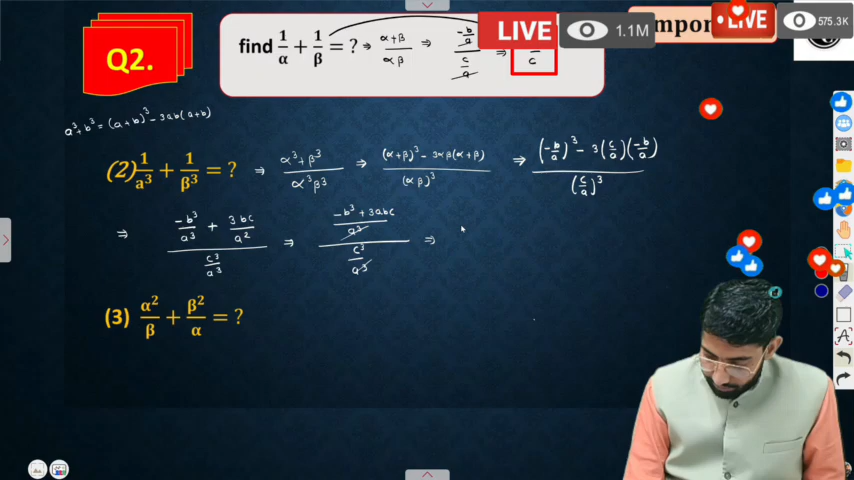 LIVE 1.1M
LIVE 575.3K
Q2.
find 1/α + 1/β = ? ⇒ α+β / αβ ⇒ (-b/a) / (c/a) ⇒ / c
a³+b³ = (a+b)³ - 3ab(a+b)
(2) 1/a³ + 1/β³ = ? ⇒ α³+β³ / α³β³ ⇒ (α+β)³ - 3αβ(α+β) / (αβ)³ ⇒ (-b/a)³ - 3(c/a)(-b/a) / (c/a)³
⇒ (-b³/a³ + 3bc/a²) / (c³/a³) ⇒ (-b³+3abc / a³) / (c³/a³) ⇒
(3) α²/β + β²/α = ?